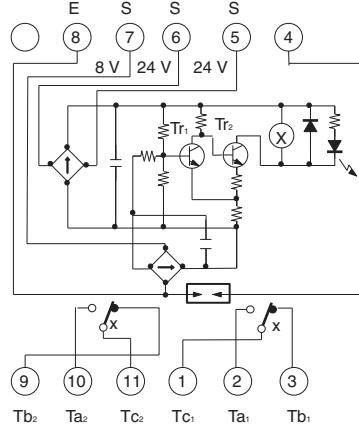 E S S S
8 7 6 5 4
8 V 24 V 24 V
Tr1 Tr2
X
x x
9 10 11 1 2 3
Tb2 Ta2 Tc2 Tc1 Ta1 Tb1